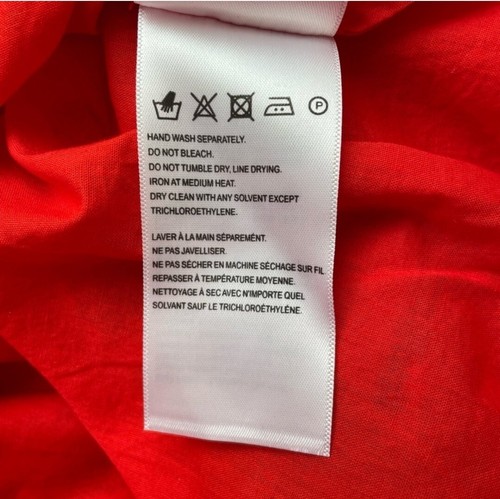 P
HAND WASH SEPARATELY.
DO NOT BLEACH.
DO NOT TUMBLE DRY, LINE DRYING.
IRON AT MEDIUM HEAT.
DRY CLEAN WITH ANY SOLVENT EXCEPT
TRICHLOROETHYLENE.
LAVER À LA MAIN SÉPARÉMENT.
NE PAS JAVELLISER.
NE PAS SÉCHER EN MACHINE SÉCHAGE SUR FIL
REPASSER À TEMPÉRATURE MOYENNE.
NETTOYAGE À SEC AVEC N'IMPORTE QUEL
SOLVANT SAUF LE TRICHLOROÉTHYLÉNE.